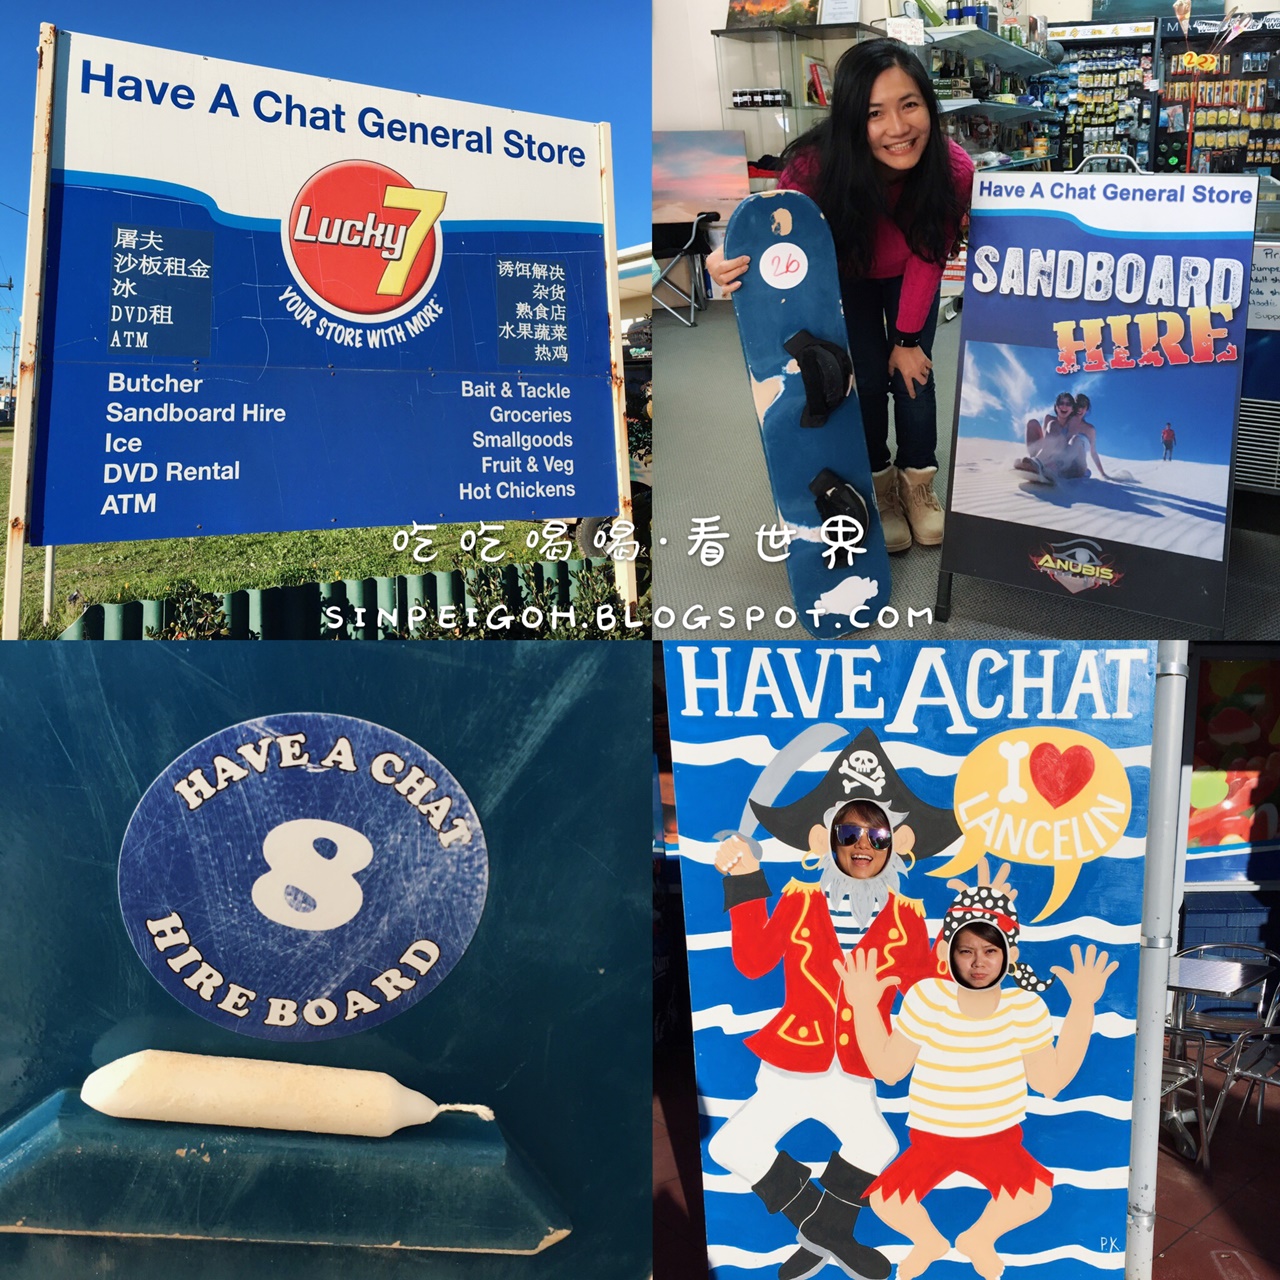 Have A Chat General Store
Lucky 7
YOUR STORE WITH MORE
屠夫
沙板租金
冰
DVD租
ATM
诱饵解决
杂货
熟食店
水果蔬菜
热鸡
Butcher
Sandboard Hire
Ice
DVD Rental
ATM
Bait & Tackle
Groceries
Smallgoods
Fruit & Veg
Hot Chickens
26
Have A Chat General Store
SANDBOARD
HIRE
ANUBIS
吃吃喝喝·看世界
SINPEIGOH.BLOGSPOT.COM
HAVE A CHAT
8
HIRE BOARD
HAVE A CHAT
I
LANCELIN
P.K